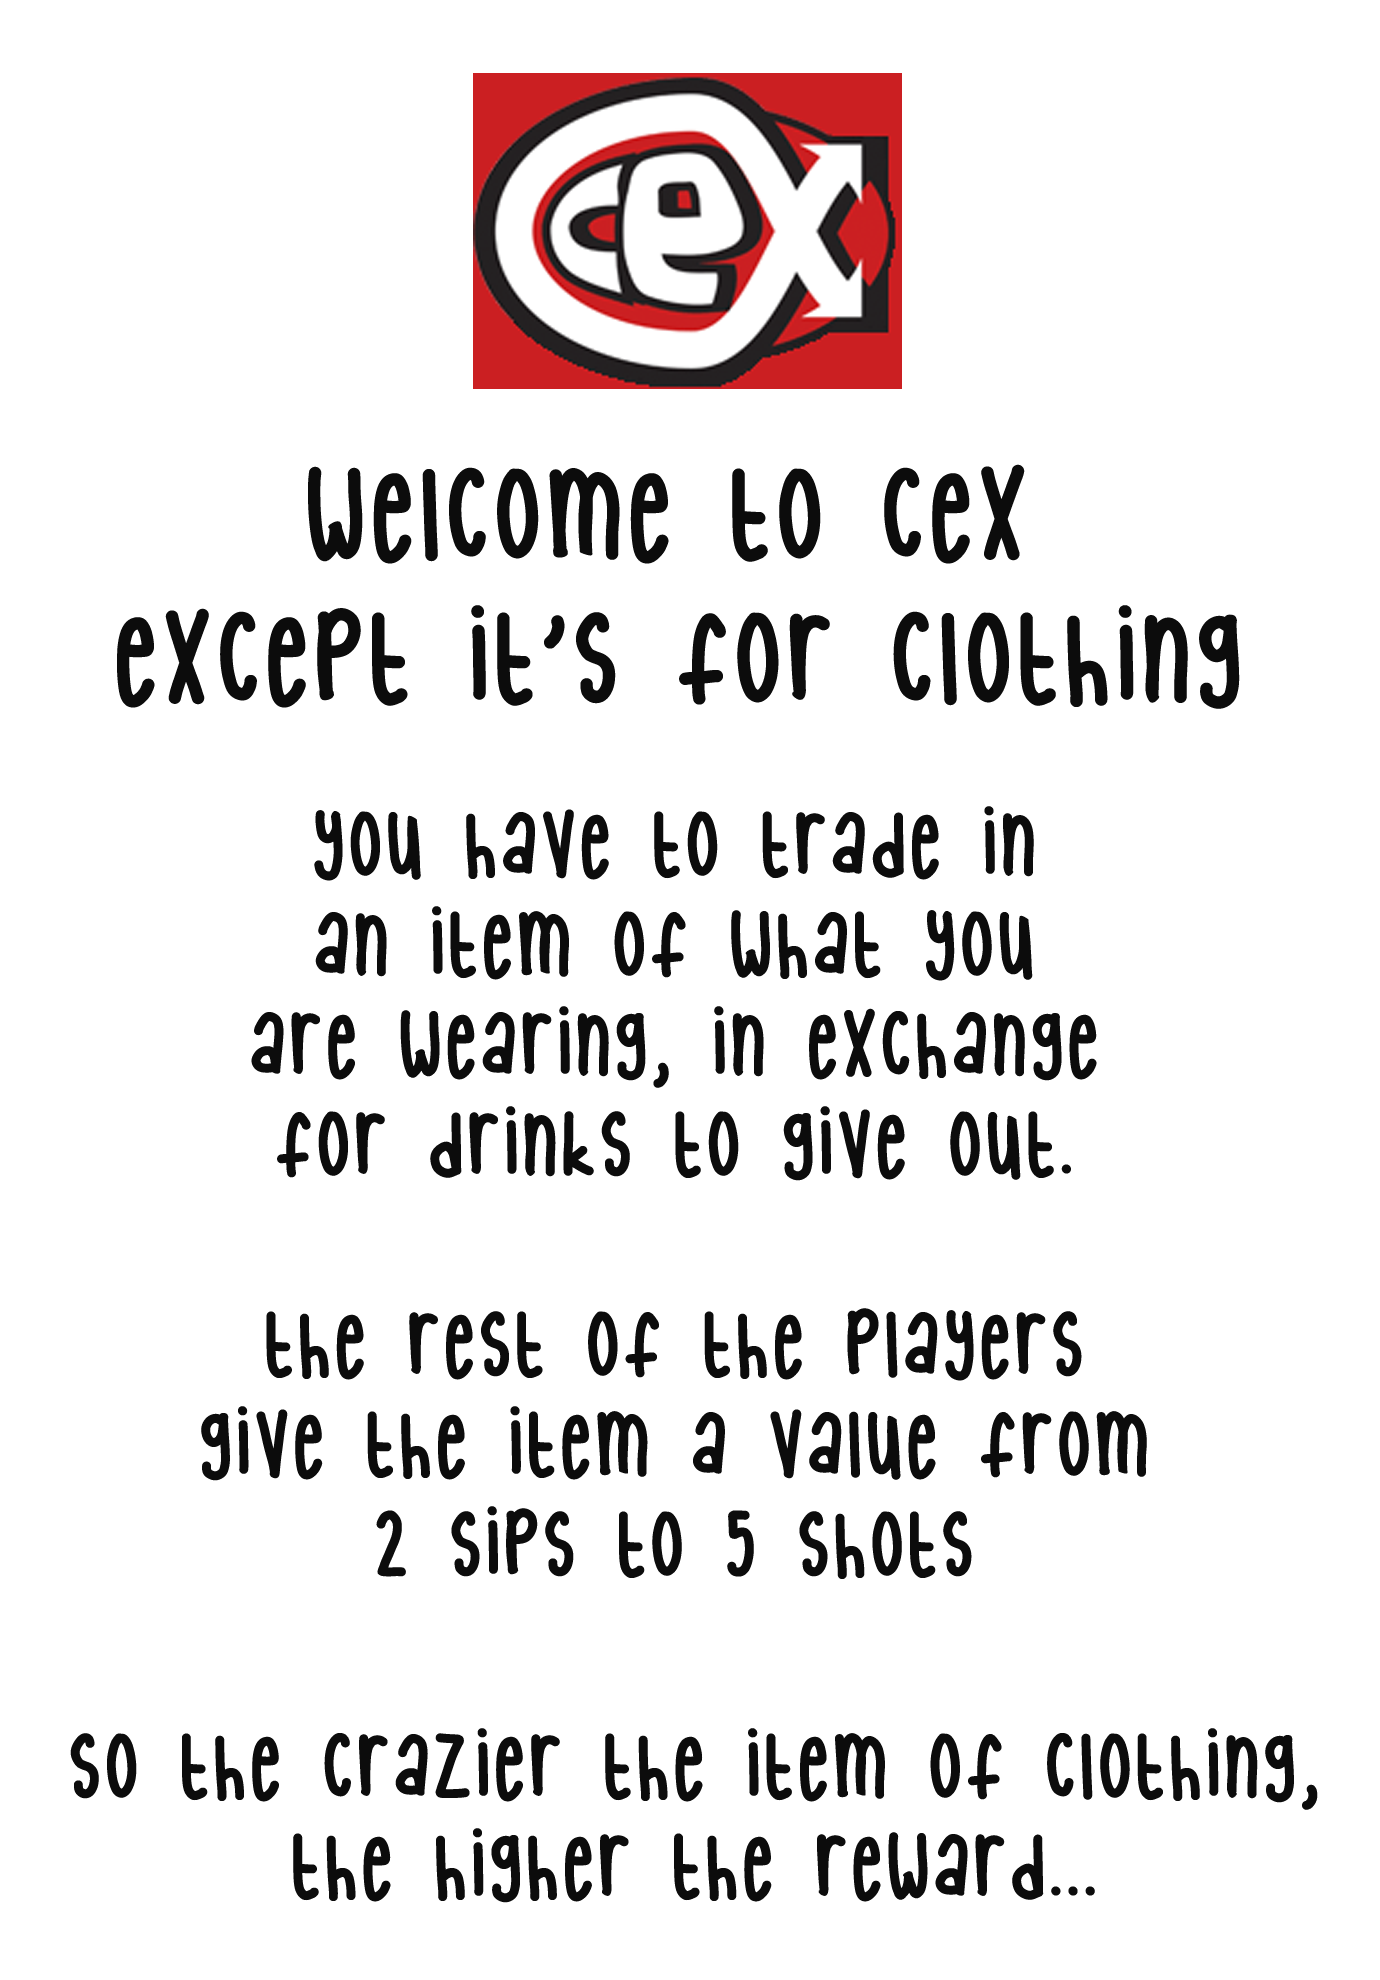 cex
Welcome to cex
except it's for clothing
you have to trade in
an item of what you
are wearing, in exchange
for drinks to give out.
the rest of the players
give the item a value from
2 sips to 5 shots
so the crazier the item of clothing,
the higher the reward...